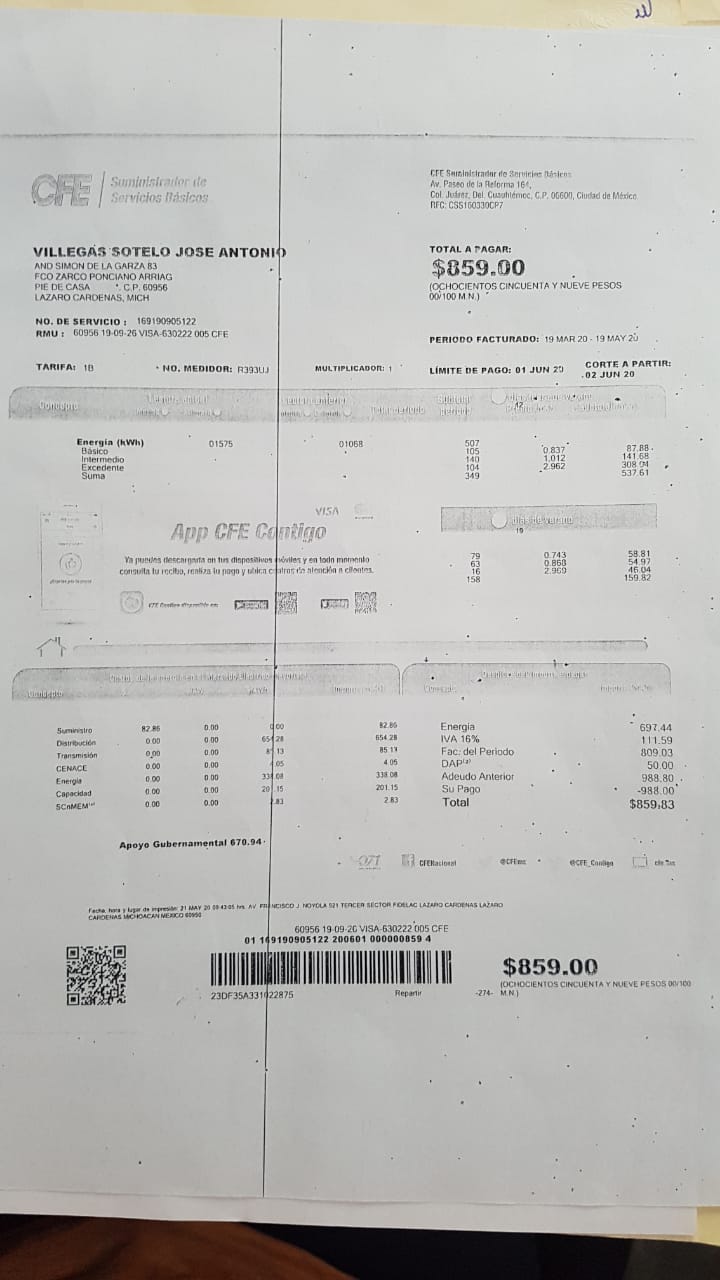 CFE
Suministrador de
Servicios Básicos
CFE Suministrador de Servicios Básicos
Av. Paseo de la Reforma 164,
Col. Juárez, Del. Cuauhtémoc, C.P. 06600, Ciudad de México
RFC: CSS160330CP7
VILLEGAS SOTELO JOSE ANTONIO
AND SIMON DE LA GARZA 83
FCO ZARCO PONCIANO ARRIAG
PIE DE CASA C.P. 60956
LAZARO CARDENAS, MICH
TOTAL A PAGAR:
$859.00
(OCHOCIENTOS CINCUENTA Y NUEVE PESOS
00/100 M.N.)
NO. DE SERVICIO : 169190905122
RMU : 60956 19-09-26 VISA-630222 005 CFE
PERIODO FACTURADO: 19 MAR 20 - 19 MAY 20
TARIFA: 1B NO. MEDIDOR: R393UJ MULTIPLICADOR: 1 LÍMITE DE PAGO: 01 JUN 20 CORTE A PARTIR:
02 JUN 20
Concepto
42
Energía (kWh) 01575 01068 507
Básico 105 0.837 87.88
Intermedio 140 1.012 141.68
Excedente 104 2.962 308.04
Suma 349 537.61
VISA
App CFE Contigo
Ya puedes descargarla en tus dispositivos móviles y en todo momento
consulta tu recibo, realiza tu pago y ubica centros de atención a clientes.
CFE Contigo disponible en:
días de verano
19
79 0.743 58.81
63 0.868 54.97
16 2.969 46.04
158 159.82
Concepto
Suministro 82.86 0.00 0.00 82.86
Distribución 0.00 0.00 654.28 654.28
Transmisión 0.00 0.00 85.13 85.13
CENACE 0.00 0.00 4.05 4.05
Energía 0.00 0.00 338.08 338.08
Capacidad 0.00 0.00 201.15 201.15
SCnMEM 0.00 0.00 2.83 2.83
Energía 697.44
IVA 16% 111.59
Fac. del Periodo 809.03
DAP 50.00
Adeudo Anterior 988.80
Su Pago -988.00
Total $859.83
Apoyo Gubernamental 670.94
071 CFENacional @CFEmx @CFE_Contigo
Fecha, hora y lugar de impresión: 21 MAY 20 09:43:05 hrs. AV. FRANCISCO J. NOYOLA 521 TERCER SECTOR FIDELAC LAZARO CARDENAS LAZARO
CARDENAS MICHOACAN MEXICO 60950
60956 19-09-26 VISA-630222 005 CFE
01 169190905122 200601 000000859 4
23DF35A331022875 Repartir -274-
$859.00
(OCHOCIENTOS CINCUENTA Y NUEVE PESOS 00/100
M.N.)